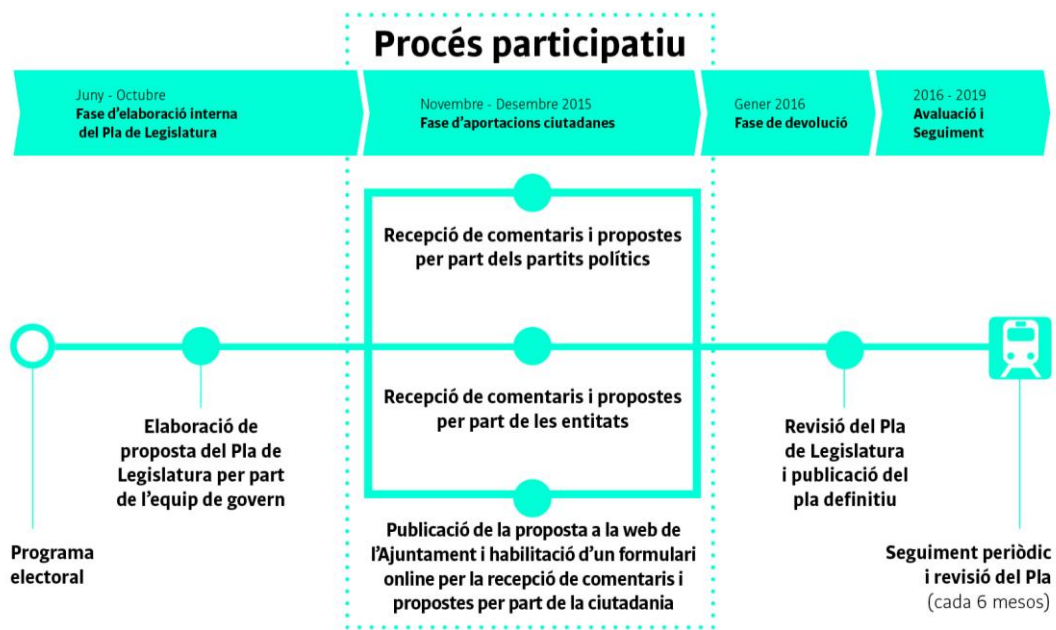 Procés participatiu
Juny - Octubre
Fase d'elaboració interna
del Pla de Legislatura
Novembre - Desembre 2015
Fase d'aportacions ciutadanes
Gener 2016
Fase de devolució
2016 - 2019
Avaluació i
Seguiment
Recepció de comentaris i propostes
per part dels partits polítics
Recepció de comentaris i propostes
per part de les entitats
Elaboració de
proposta del Pla de
Legislatura per part
de l'equip de govern
Revisió del Pla
de Legislatura
i publicació del
pla definitiu
Publicació de la proposta a la web de
l'Ajuntament i habilitació d'un formulari
online per la recepció de comentaris i
propostes per part de la ciutadania
Programa
electoral
Seguiment periòdic
i revisió del Pla
(cada 6 mesos)